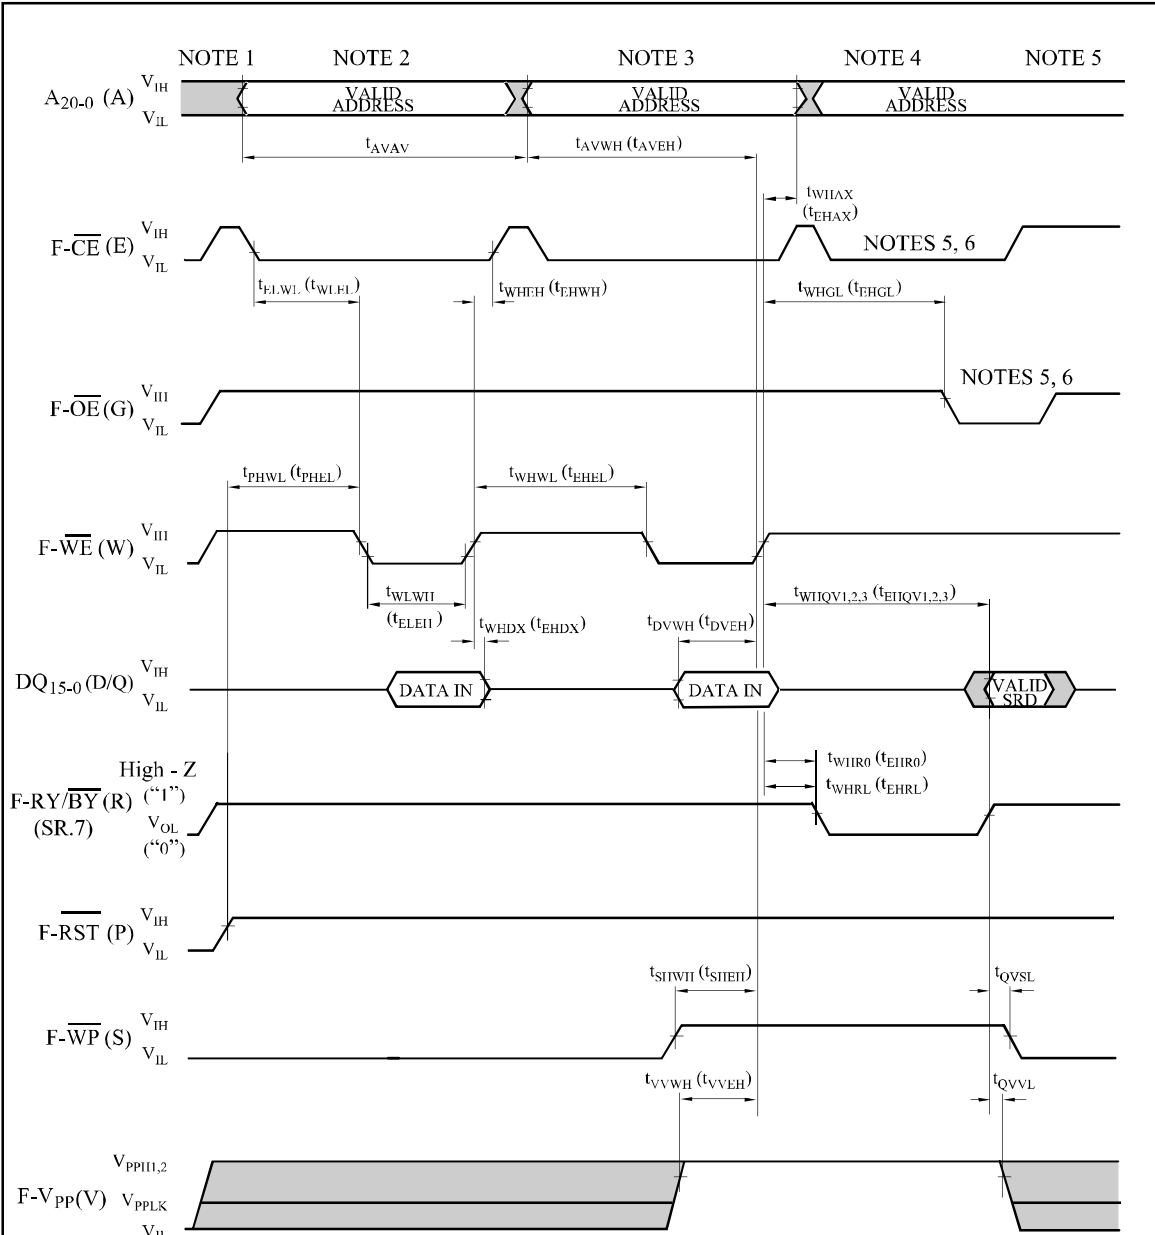 NOTE 1 NOTE 2 NOTE 3 NOTE 4 NOTE 5
A20-0 (A) VIH VIL
VALID ADDRESS VALID ADDRESS VALID ADDRESS
tAVAV tAVWH (tAVEH)
tWHAX
(tEHAX)
F-CE (E) VIH VIL
NOTES 5, 6
tELWL (tWLEL) tWHEH (tEHWH) tWHGL (tEHGL)
F-OE (G) VIH VIL
NOTES 5, 6
tPHWL (tPHEL) tWHWL (tEHEL)
F-WE (W) VIH VIL
tWLWH
(tELEH)
tWHQV1,2,3 (tEHQV1,2,3)
tWHDX (tEHDX) tDVWH (tDVEH)
DQ15-0 (D/Q) VIH VIL
DATA IN DATA IN VALID SRD
tWHR0 (tEHR0)
tWHRL (tEHRL)
F-RY/BY (R)
(SR.7)
High - Z
("1")
VOL
("0")
F-RST (P) VIH VIL
tSHWH (tSHEH) tQVSL
F-WP (S) VIH VIL
tVVWH (tVVEH) tQVVL
F-VPP (V) VPPH1,2 VPPLK VIL